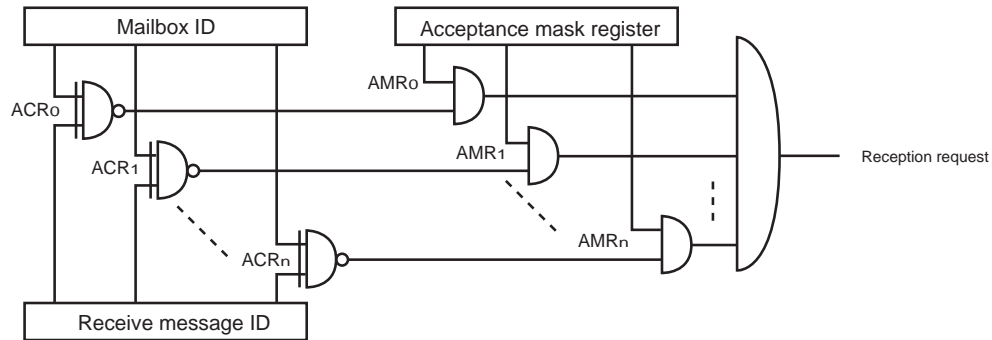 Mailbox ID
Acceptance mask register
ACR0
AMR0
ACR1
AMR1
Reception request
ACRn
AMRn
Receive message ID